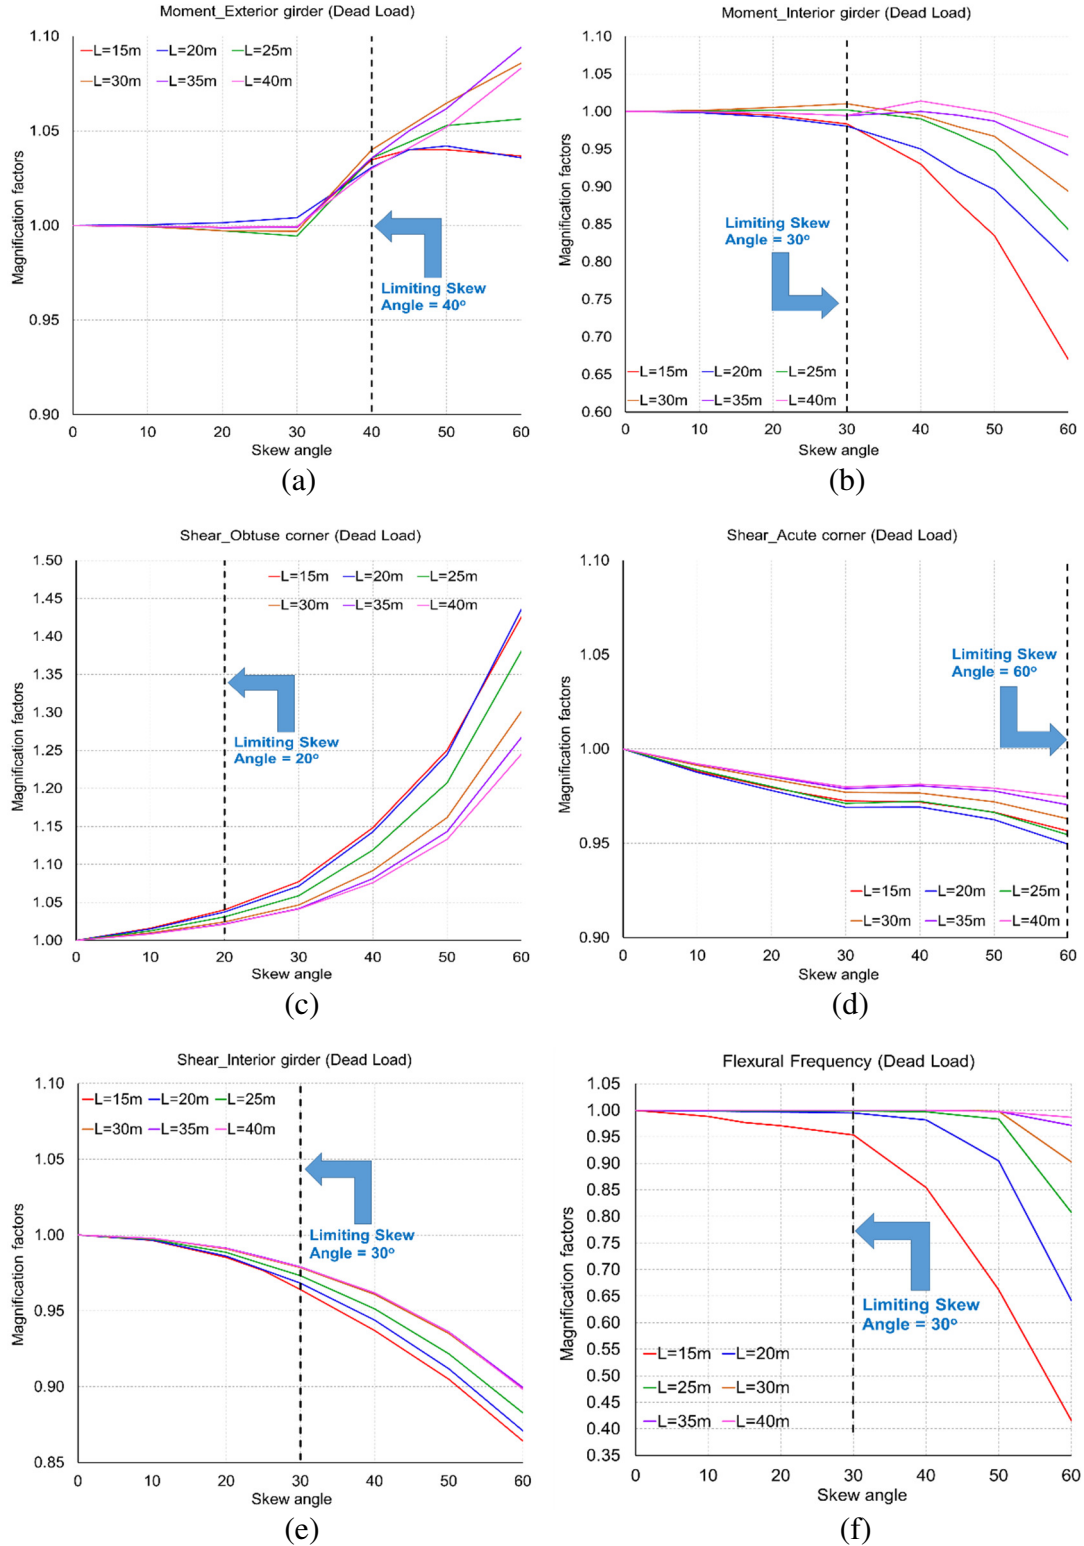 Moment_Exterior girder (Dead Load)
1.10
1.05
1.00
0.95
0.90
Magnification factors
L=15m L=20m L=25m
L=30m L=35m L=40m
Limiting Skew
Angle = 40°
0 10 20 30 40 50 60
Skew angle
(a)
Moment_Interior girder (Dead Load)
1.10
1.05
1.00
0.95
0.90
0.85
0.80
0.75
0.70
0.65
0.60
Magnification factors
Limiting Skew
Angle = 30°
L=15m L=20m L=25m
L=30m L=35m L=40m
0 10 20 30 40 50 60
Skew angle
(b)
Shear_Obtuse corner (Dead Load)
1.50
1.45
1.40
1.35
1.30
1.25
1.20
1.15
1.10
1.05
1.00
Magnification factors
L=15m L=20m L=25m
L=30m L=35m L=40m
Limiting Skew
Angle = 20°
0 10 20 30 40 50 60
Skew angle
(c)
Shear_Acute corner (Dead Load)
1.10
1.05
1.00
0.95
0.90
Magnification factors
Limiting Skew
Angle = 60°
L=15m L=20m L=25m
L=30m L=35m L=40m
0 10 20 30 40 50 60
Skew angle
(d)
Shear_Interior girder (Dead Load)
1.10
1.05
1.00
0.95
0.90
0.85
Magnification factors
L=15m L=20m L=25m
L=30m L=35m L=40m
Limiting Skew
Angle = 30°
0 10 20 30 40 50 60
Skew angle
(e)
Flexural Frequency (Dead Load)
1.05
1.00
0.95
0.90
0.85
0.80
0.75
0.70
0.65
0.60
0.55
0.50
0.45
0.40
0.35
Magnification factors
Limiting Skew
Angle = 30°
L=15m L=20m
L=25m L=30m
L=35m L=40m
0 10 20 30 40 50 60
Skew angle
(f)